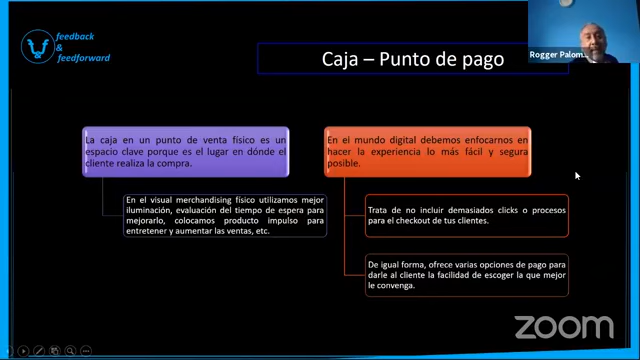 feedback
&
feedforward
Caja – Punto de pago
Rogger Palom
La caja en un punto de venta físico es un
espacio clave porque es el lugar en dónde el
cliente realiza la compra.
En el visual merchandising físico utilizamos mejor
iluminación, evaluación del tiempo de espera para
mejorarlo, colocamos producto impulso para
entretener y aumentar las ventas, etc.
En el mundo digital debemos enfocarnos en
hacer la experiencia lo más fácil y segura
posible.
Trata de no incluir demasiados clicks o procesos
para el checkout de tus clientes.
De igual forma, ofrece varias opciones de pago para
darle al cliente la facilidad de escoger la que mejor
le convenga.
zoom